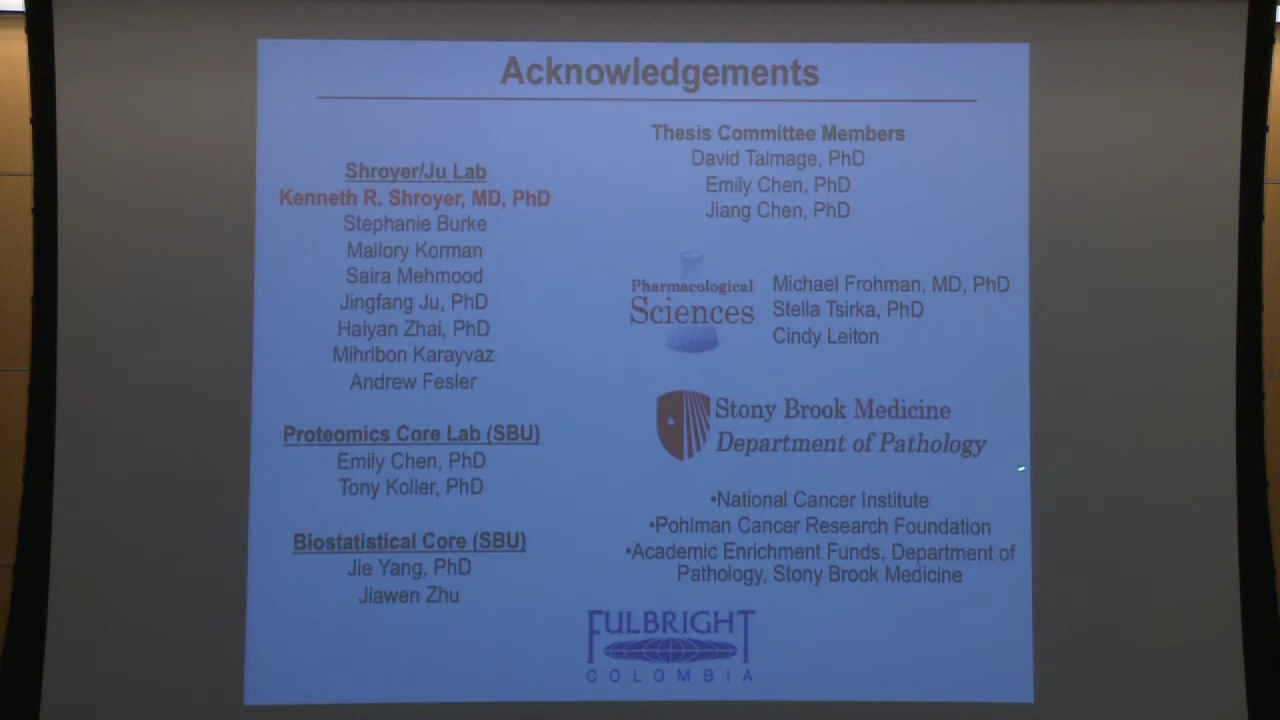 Acknowledgements
Shroyer/Ju Lab
Kenneth R. Shroyer, MD, PhD
Stephanie Burke
Mallory Korman
Saira Mehmood
Jingfang Ju, PhD
Haiyan Zhai, PhD
Mihribon Karayvaz
Andrew Fesler
Proteomics Core Lab (SBU)
Emily Chen, PhD
Tony Koller, PhD
Biostatistical Core (SBU)
Jie Yang, PhD
Jiawen Zhu
Thesis Committee Members
David Talmage, PhD
Emily Chen, PhD
Jiang Chen, PhD
Pharmacological
Sciences
Michael Frohman, MD, PhD
Stella Tsirka, PhD
Cindy Leiton
Stony Brook Medicine
Department of Pathology
•National Cancer Institute
•Pohlman Cancer Research Foundation
•Academic Enrichment Funds, Department of
Pathology, Stony Brook Medicine
FULBRIGHT
COLOMBIA